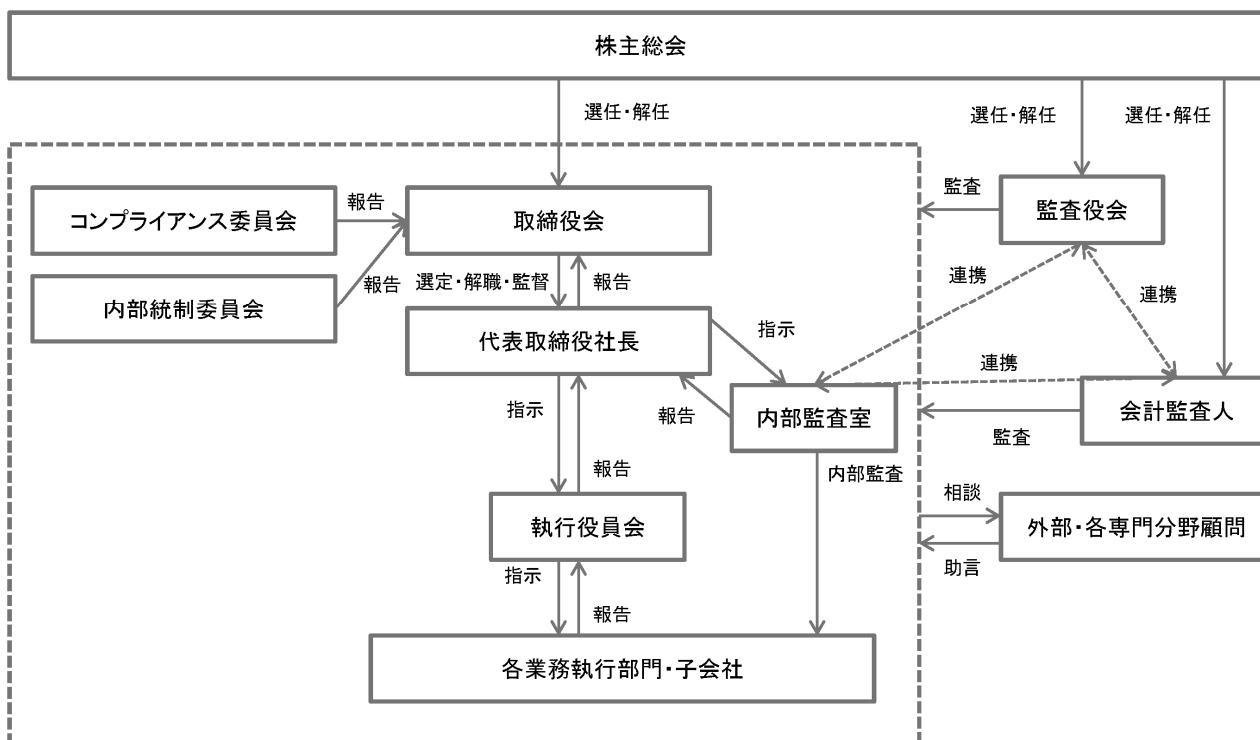 株主総会
選任・解任
選任・解任
選任・解任
コンプライアンス委員会
報告
取締役会
監査
監査役会
内部統制委員会
報告
選定・解職・監督
報告
連携
連携
代表取締役社長
指示
連携
指示
報告
内部監査室
会計監査人
監査
報告
内部監査
相談
執行役員会
外部・各専門分野顧問
助言
指示
報告
各業務執行部門・子会社